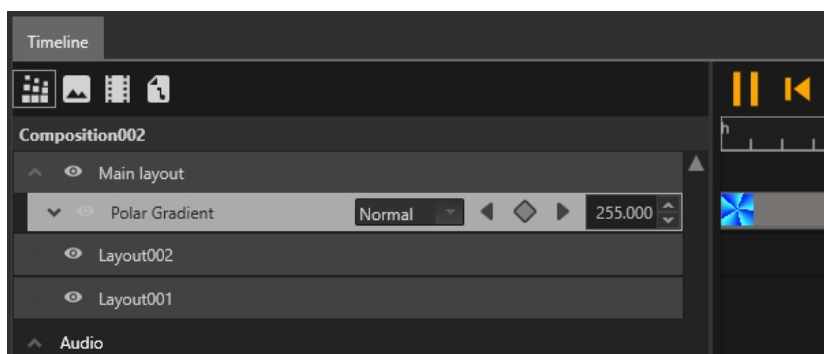 Timeline
Composition002
h
Main layout
Polar Gradient Normal 255.000
Layout002
Layout001
Audio